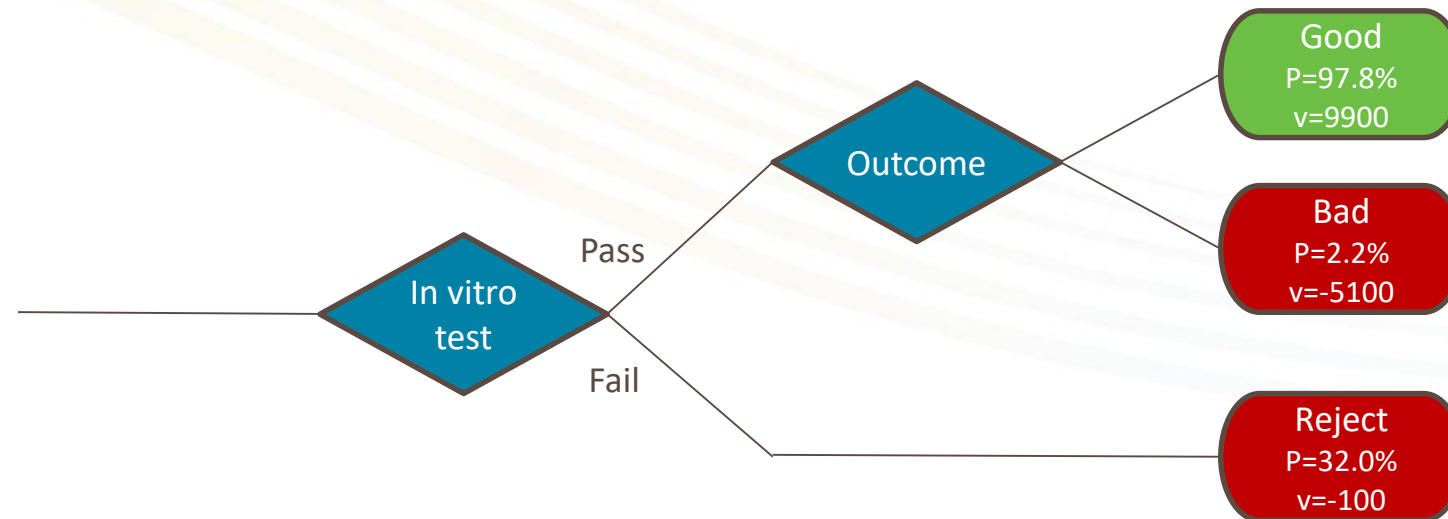 Good
P=97.8%
v=9900
Outcome
Bad
P=2.2%
v=-5100
Pass
In vitro
test
Fail
Reject
P=32.0%
v=-100